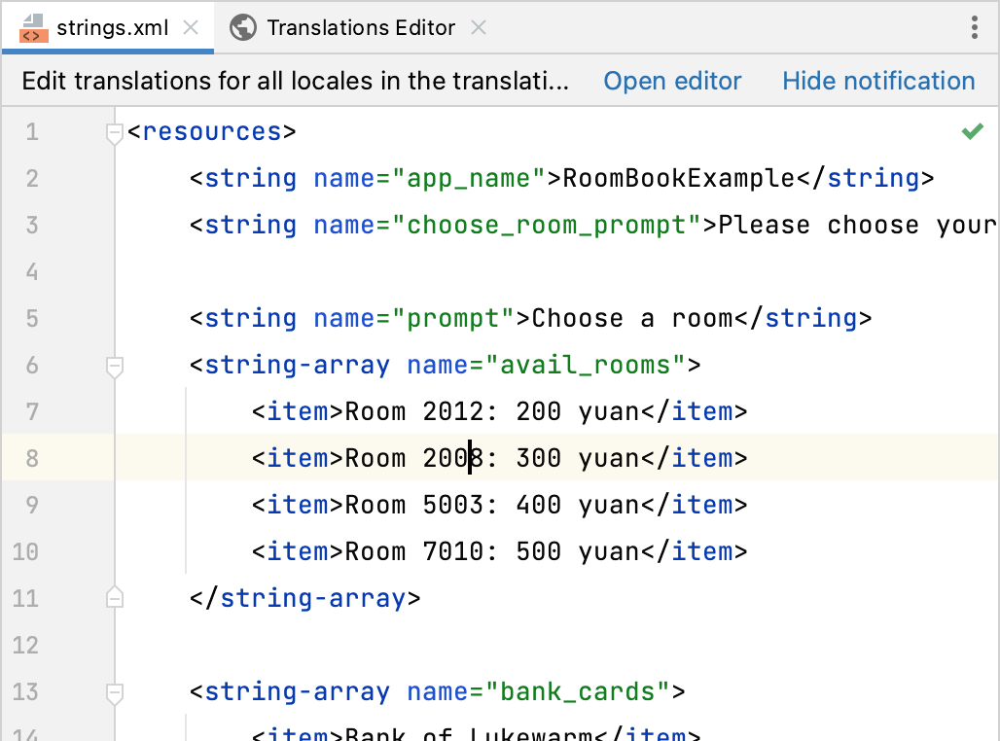 strings.xml Translations Editor
Edit translations for all locales in the translati... Open editor Hide notification
1 <resources>
2 <string name="app_name">RoomBookExample</string>
3 <string name="choose_room_prompt">Please choose your
4
5 <string name="prompt">Choose a room</string>
6 <string-array name="avail_rooms">
7 <item>Room 2012: 200 yuan</item>
8 <item>Room 2008: 300 yuan</item>
9 <item>Room 5003: 400 yuan</item>
10 <item>Room 7010: 500 yuan</item>
11 </string-array>
12
13 <string-array name="bank_cards">
14 <item>Bank of Lukewarm</item>